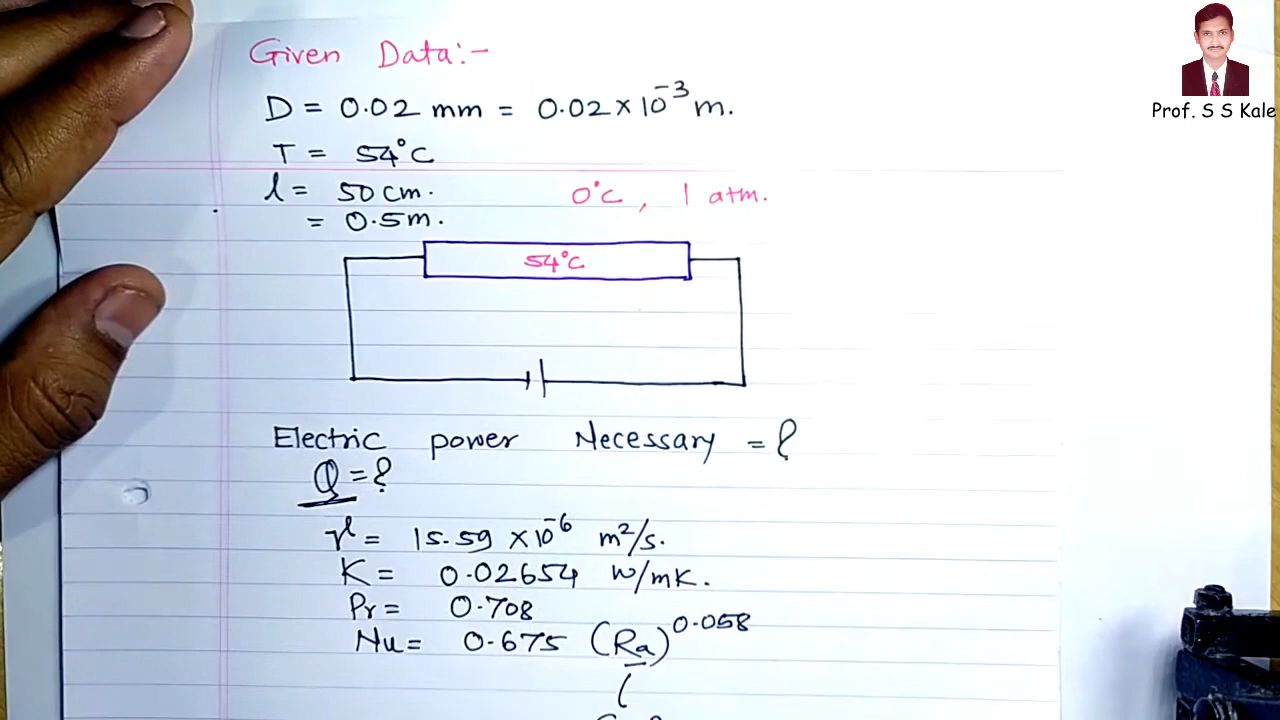 Given Data:-
D = 0.02 mm = 0.02 × 10⁻³ m.
T = 54°C
l = 50 cm.
= 0.5 m.
0°C, 1 atm.
54°C
Electric power Necessary = ?
Q = ?
= 15.59 × 10⁻⁶ m²/s.
K = 0.02654 W/mK.
Pr = 0.708
Nu = 0.675 (Ra)^0.058
Prof. S S Kale